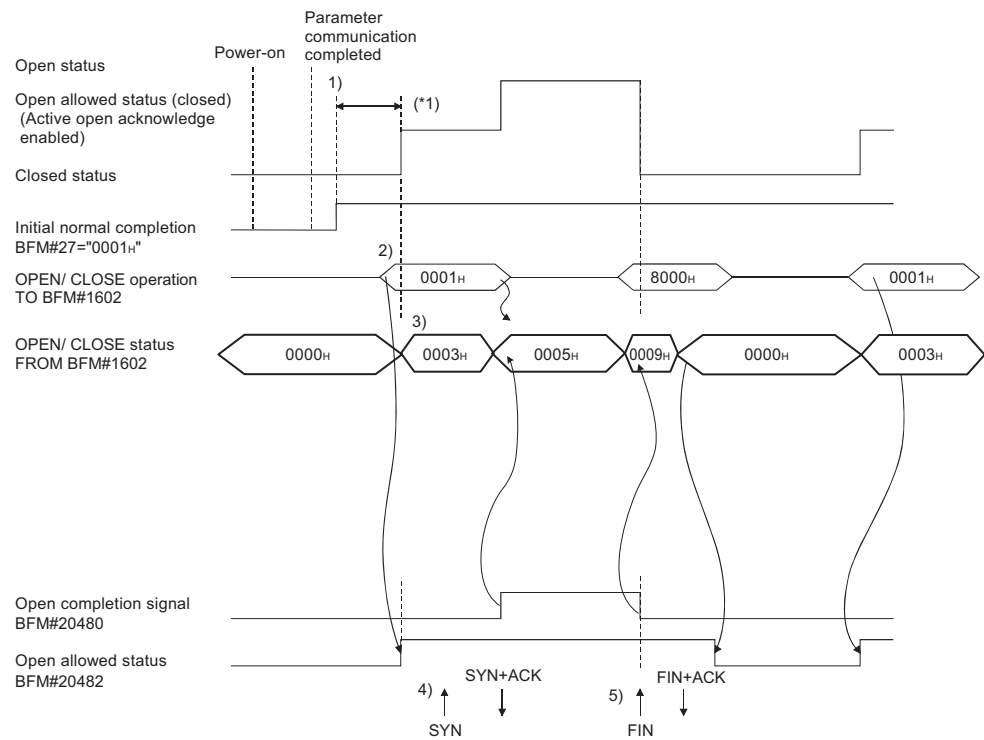 Parameter
communication
completed
Power-on
Open status
1)
Open allowed status (closed)
(*1)
(Active open acknowledge
enabled)
Closed status
Initial normal completion
BFM#27="0001H"
2)
OPEN/ CLOSE operation
TO BFM#1602
0001H
8000H
0001H
3)
OPEN/ CLOSE status
FROM BFM#1602
0000H
0003H
0005H
0009H
0000H
0003H
Open completion signal
BFM#20480
Open allowed status
BFM#20482
4)
SYN+ACK
5)
FIN+ACK
SYN
FIN